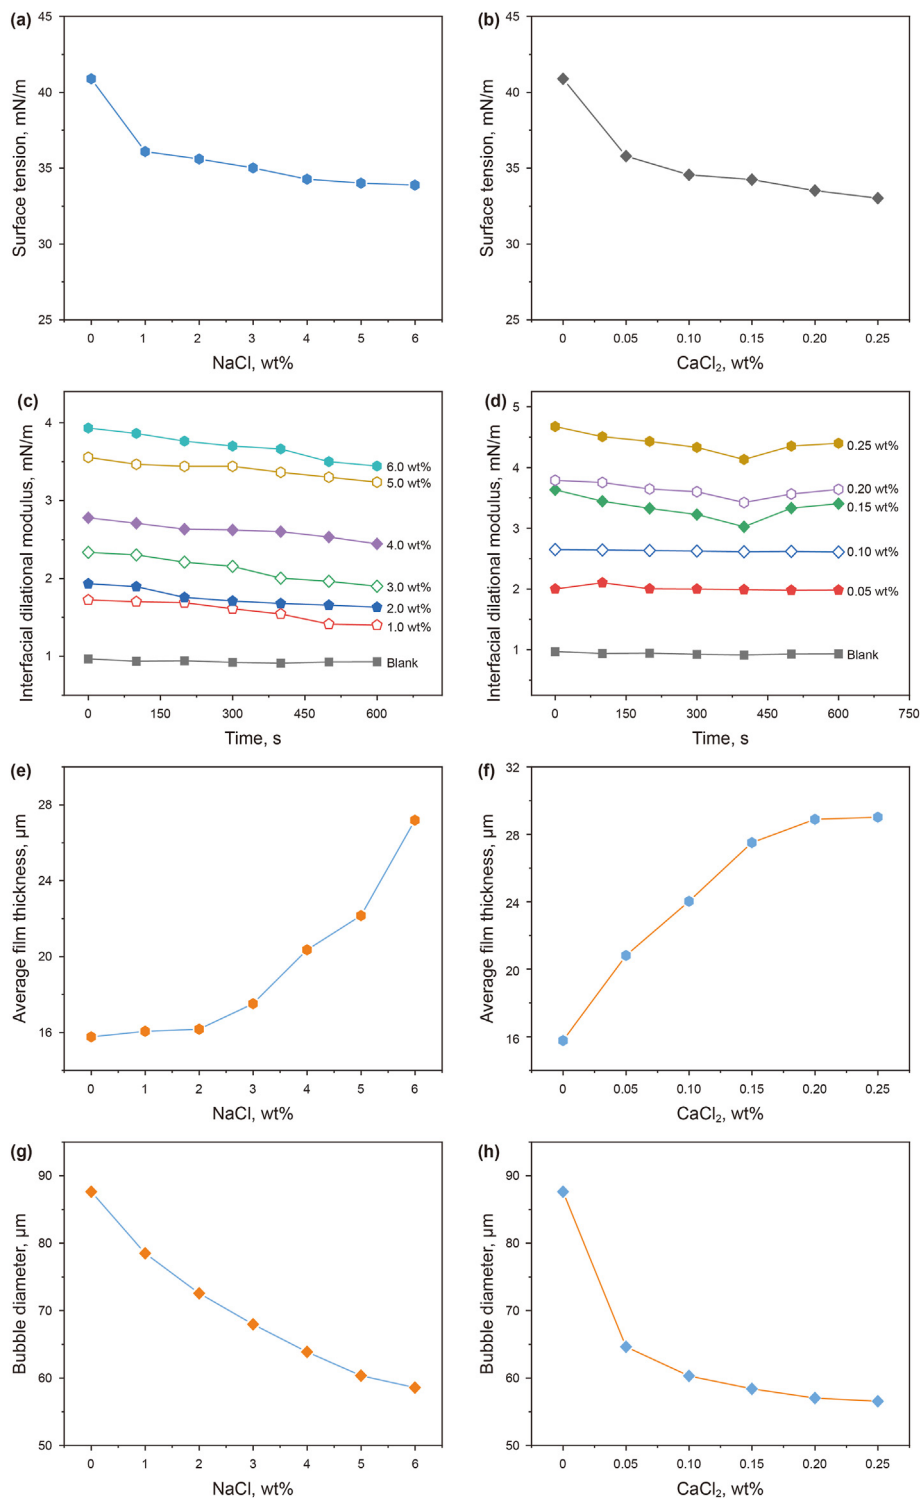 (a)
45
40
35
30
25
Surface tension, mN/m
0 1 2 3 4 5 6
NaCl, wt%
(b)
45
40
35
30
25
Surface tension, mN/m
0 0.05 0.10 0.15 0.20 0.25
CaCl₂, wt%
(c)
4
3
2
1
Interfacial dilational modulus, mN/m
6.0 wt%
5.0 wt%
4.0 wt%
3.0 wt%
2.0 wt%
1.0 wt%
Blank
0 150 300 450 600
Time, s
(d)
5
4
3
2
1
Interfacial dilational modulus, mN/m
0.25 wt%
0.20 wt%
0.15 wt%
0.10 wt%
0.05 wt%
Blank
0 150 300 450 600 750
Time, s
(e)
28
24
20
16
Average film thickness, μm
0 1 2 3 4 5 6
NaCl, wt%
(f)
32
28
24
20
16
Average film thickness, μm
0 0.05 0.10 0.15 0.20 0.25
CaCl₂, wt%
(g)
90
80
70
60
50
Bubble diameter, μm
0 1 2 3 4 5 6
NaCl, wt%
(h)
90
80
70
60
50
Bubble diameter, μm
0 0.05 0.10 0.15 0.20 0.25
CaCl₂, wt%